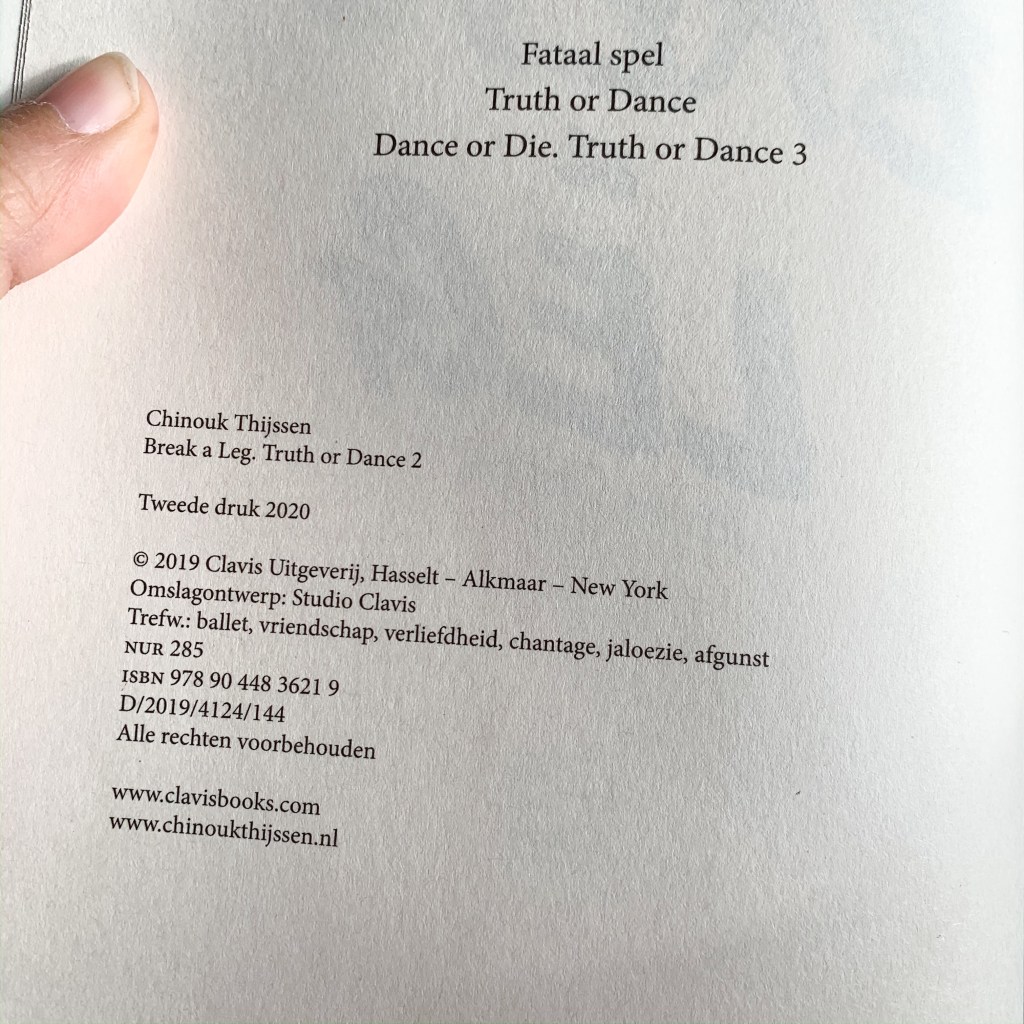 Fataal spel
Truth or Dance
Dance or Die. Truth or Dance 3
Chinouk Thijssen
Break a Leg. Truth or Dance 2
Tweede druk 2020
© 2019 Clavis Uitgeverij, Hasselt – Alkmaar – New York
Omslagontwerp: Studio Clavis
Trefw.: ballet, vriendschap, verliefdheid, chantage, jaloezie, afgunst
NUR 285
ISBN 978 90 448 3621 9
D/2019/4124/144
Alle rechten voorbehouden
www.clavisbooks.com
www.chinoukthijssen.nl